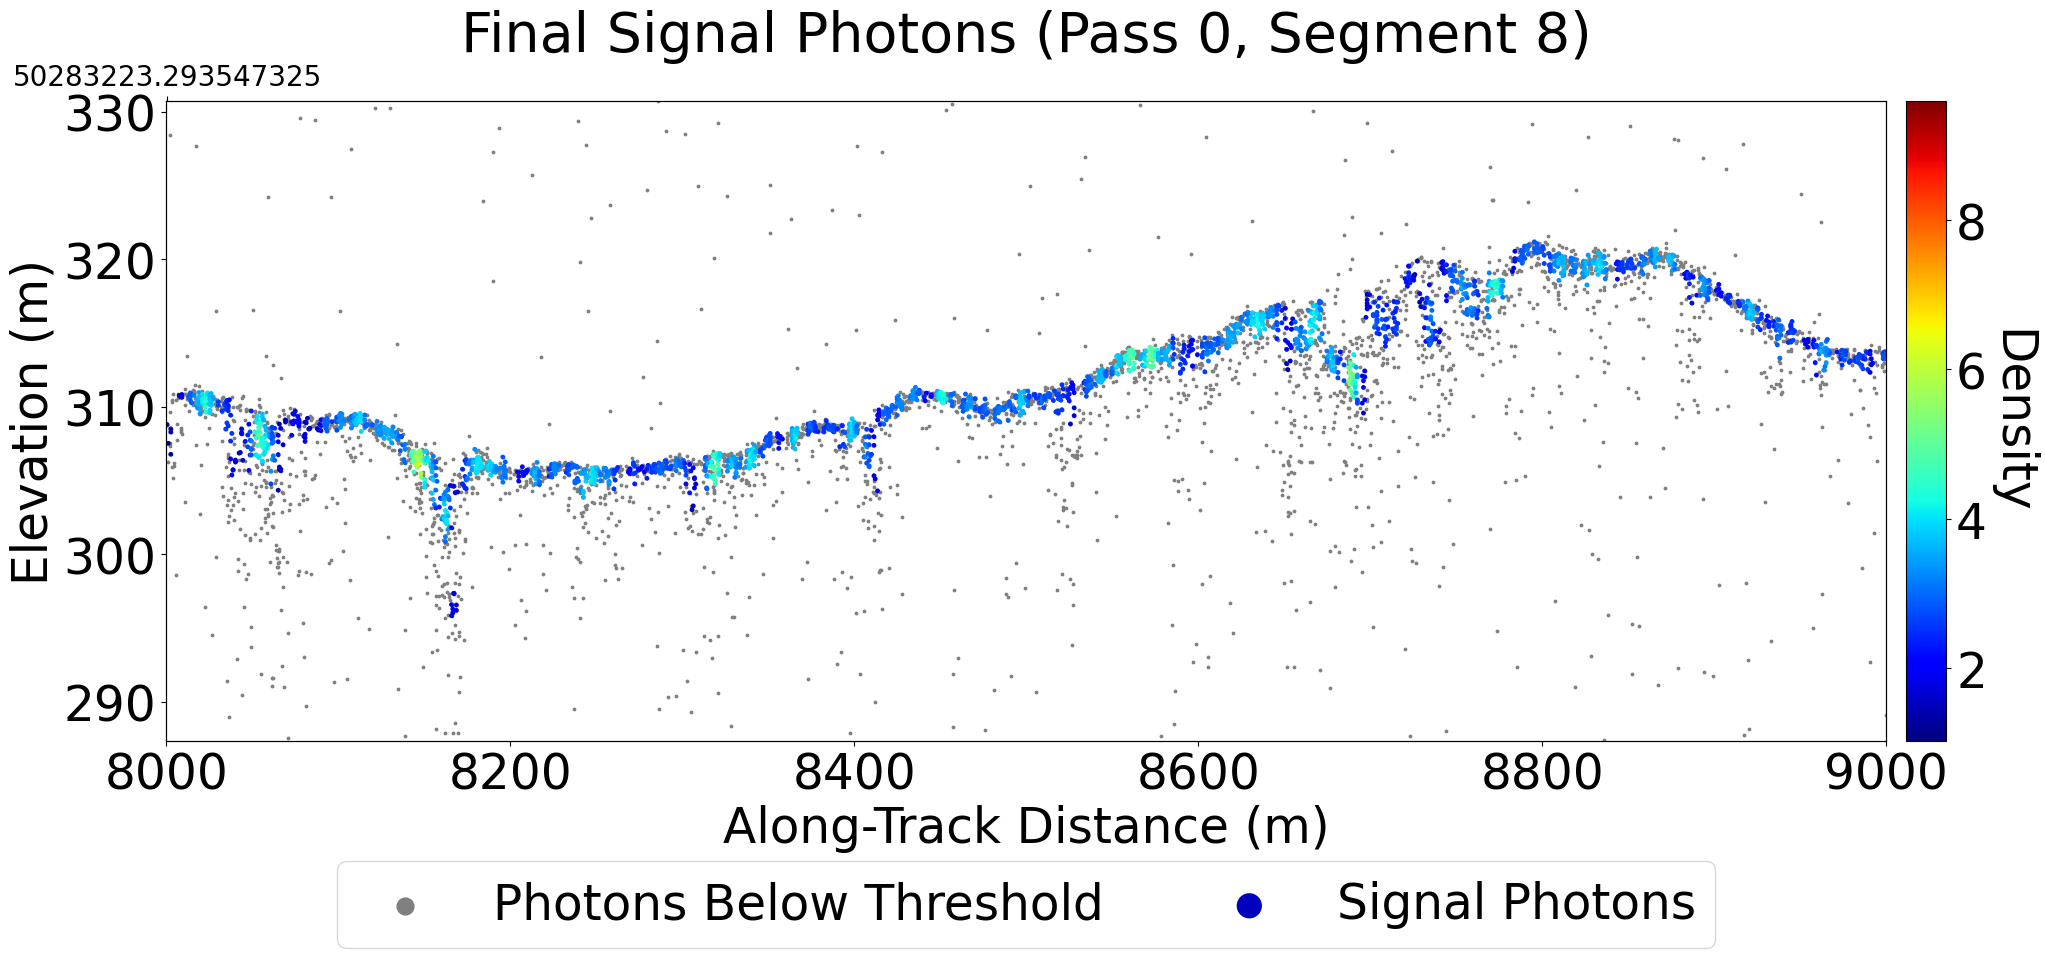 Final Signal Photons (Pass 0, Segment 8)
50283223.293547325
330
320
310
300
290
Elevation (m)
8000 8200 8400 8600 8800 9000
Along-Track Distance (m)
8
6
4
2
Density
Photons Below Threshold Signal Photons